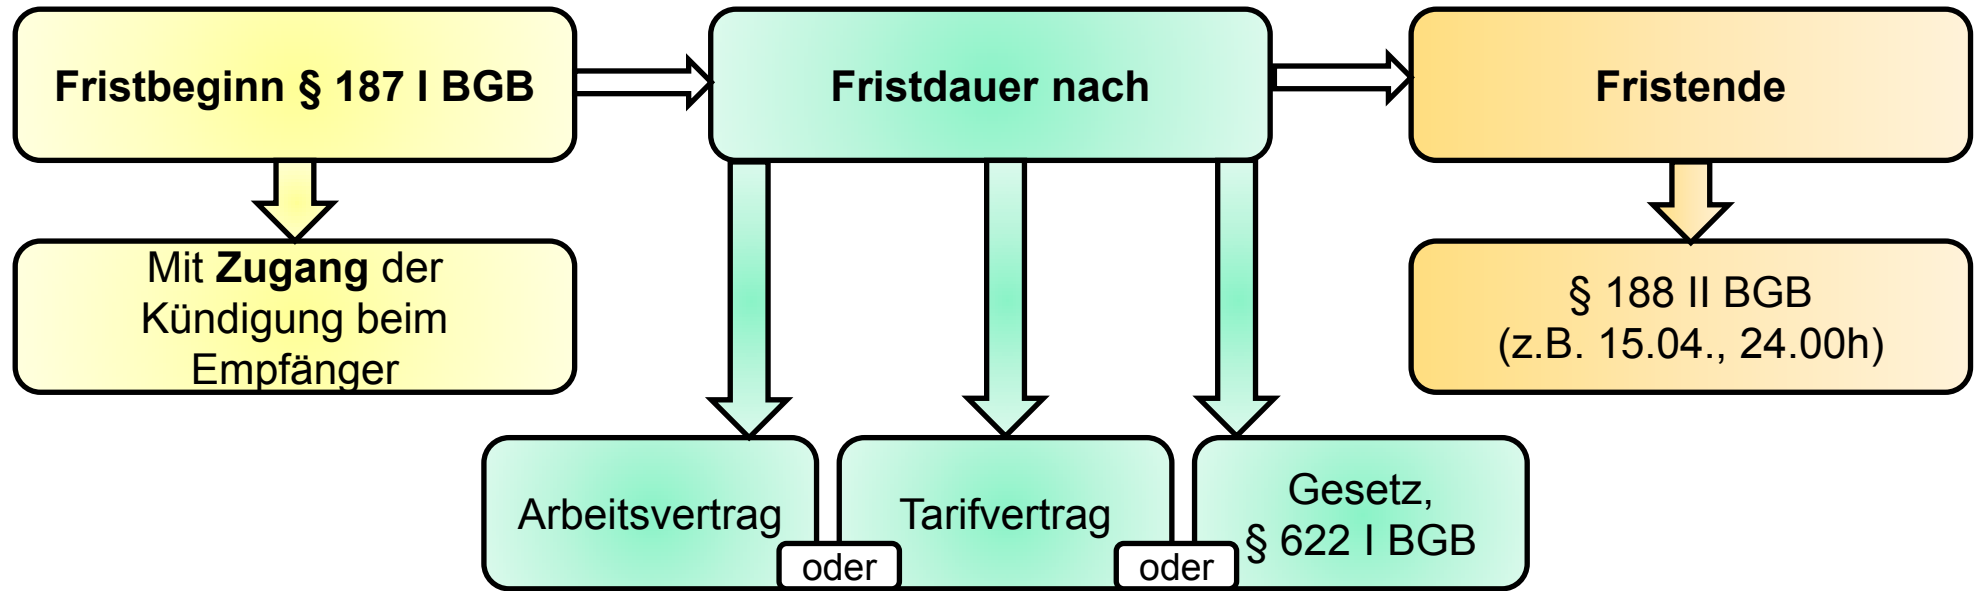 Fristbeginn § 187 I BGB
Fristdauer nach
Fristende
Mit Zugang der
Kündigung beim
Empfänger
§ 188 II BGB
(z.B. 15.04., 24.00h)
Arbeitsvertrag
oder
Tarifvertrag
oder
Gesetz,
§ 622 I BGB